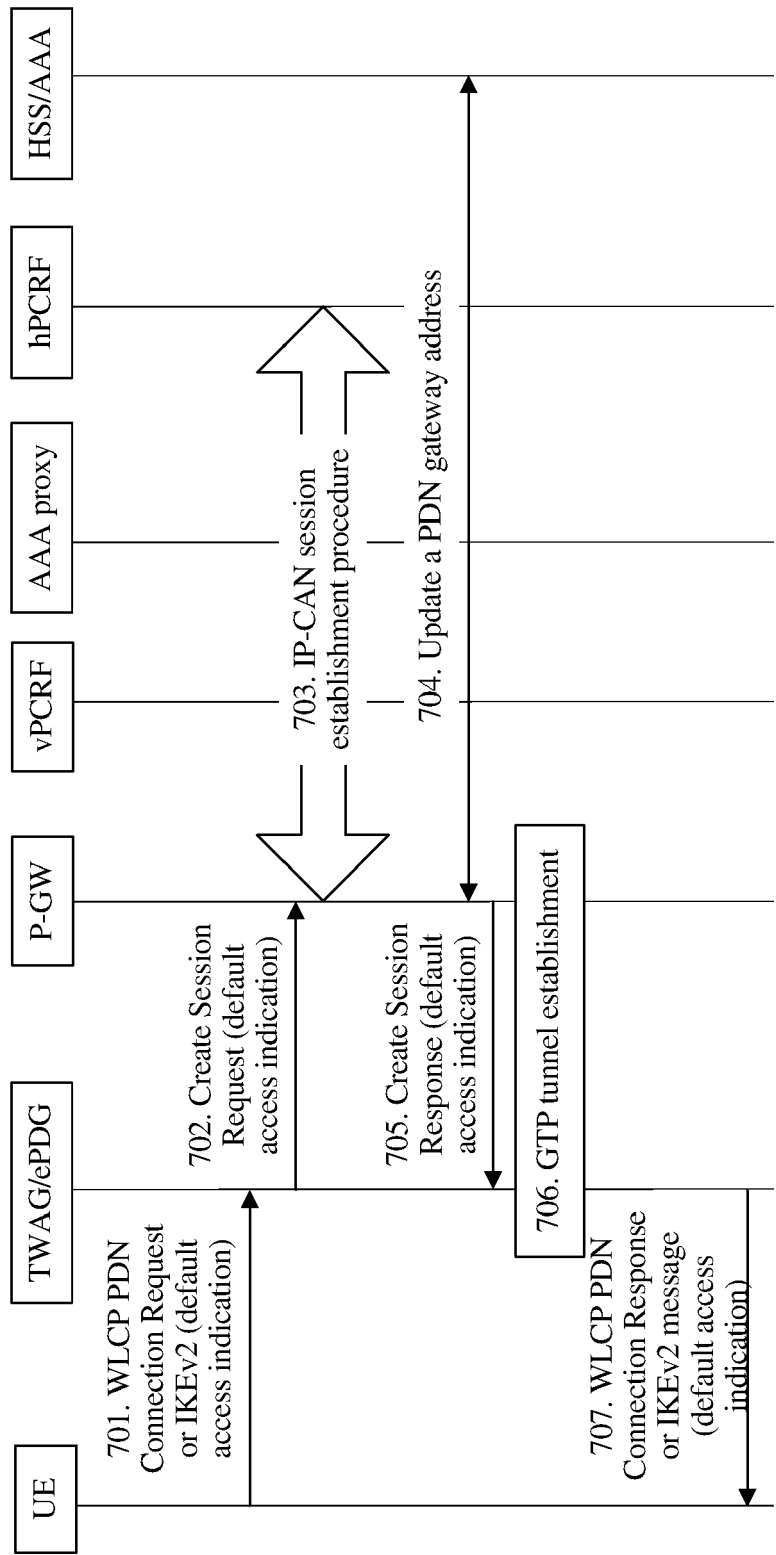 UE
TWAG/ePDG
P-GW
vPCRF
AAA proxy
hPCRF
HSS/AAA
701. WLCP PDN
Connection Request
or IKEv2 (default
access indication)
702. Create Session
Request (default
access indication)
703. IP-CAN session
establishment procedure
704. Update a PDN gateway address
705. Create Session
Response (default
access indication)
706. GTP tunnel establishment
707. WLCP PDN
Connection Response
or IKEv2 message
(default access
indication)